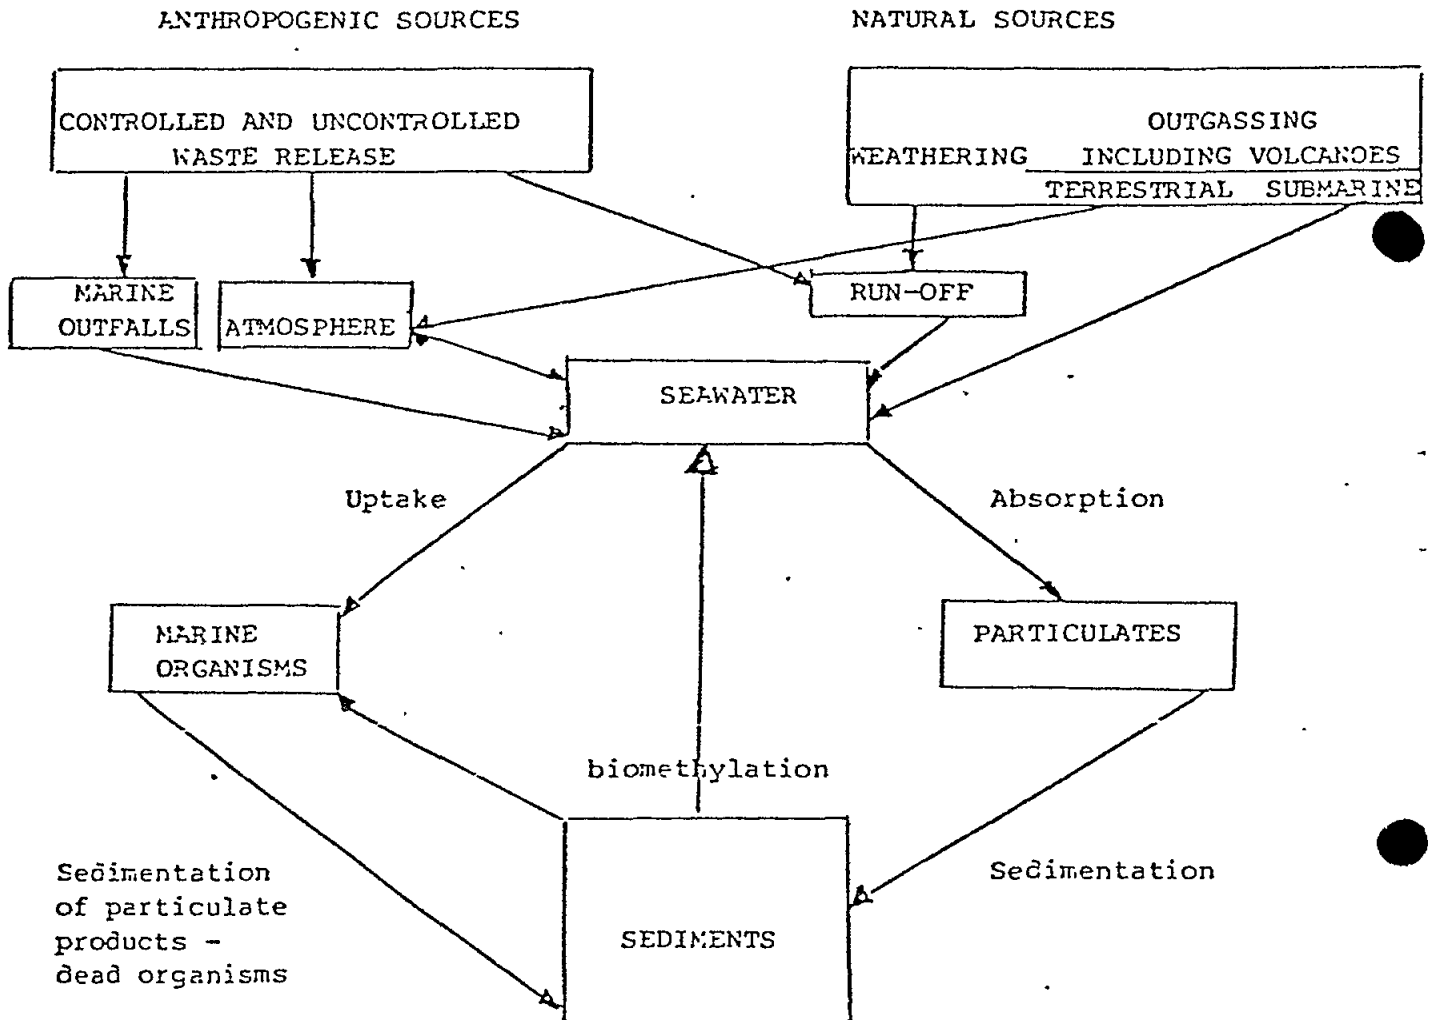 ANTHROPOGENIC SOURCES
NATURAL SOURCES
CONTROLLED AND UNCONTROLLED
WASTE RELEASE
OUTGASSING
WEATHERING INCLUDING VOLCANOES
TERRESTRIAL SUBMARINE
MARINE
OUTFALLS
ATMOSPHERE
RUN-OFF
SEAWATER
Uptake
Absorption
MARINE
ORGANISMS
PARTICULATES
biomethylation
Sedimentation
of particulate
products -
dead organisms
Sedimentation
SEDIMENTS